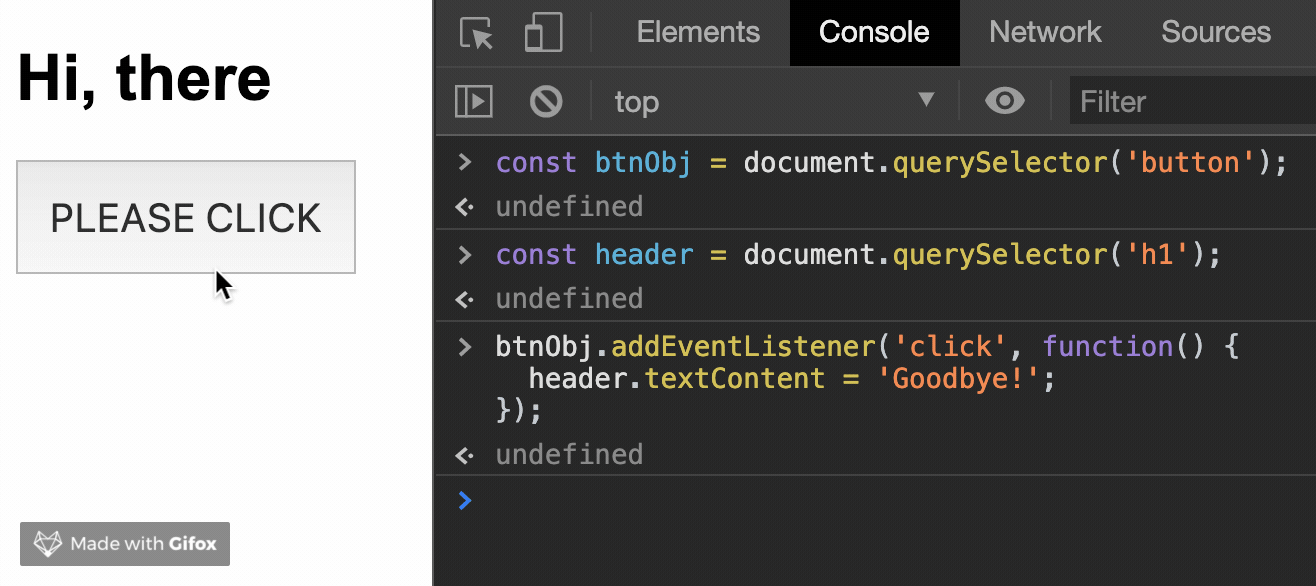 Hi, there
PLEASE CLICK
Made with Gifox
Elements Console Network Sources
top Filter
const btnObj = document.querySelector('button');
undefined
const header = document.querySelector('h1');
undefined
btnObj.addEventListener('click', function() {
  header.textContent = 'Goodbye!';
});
undefined